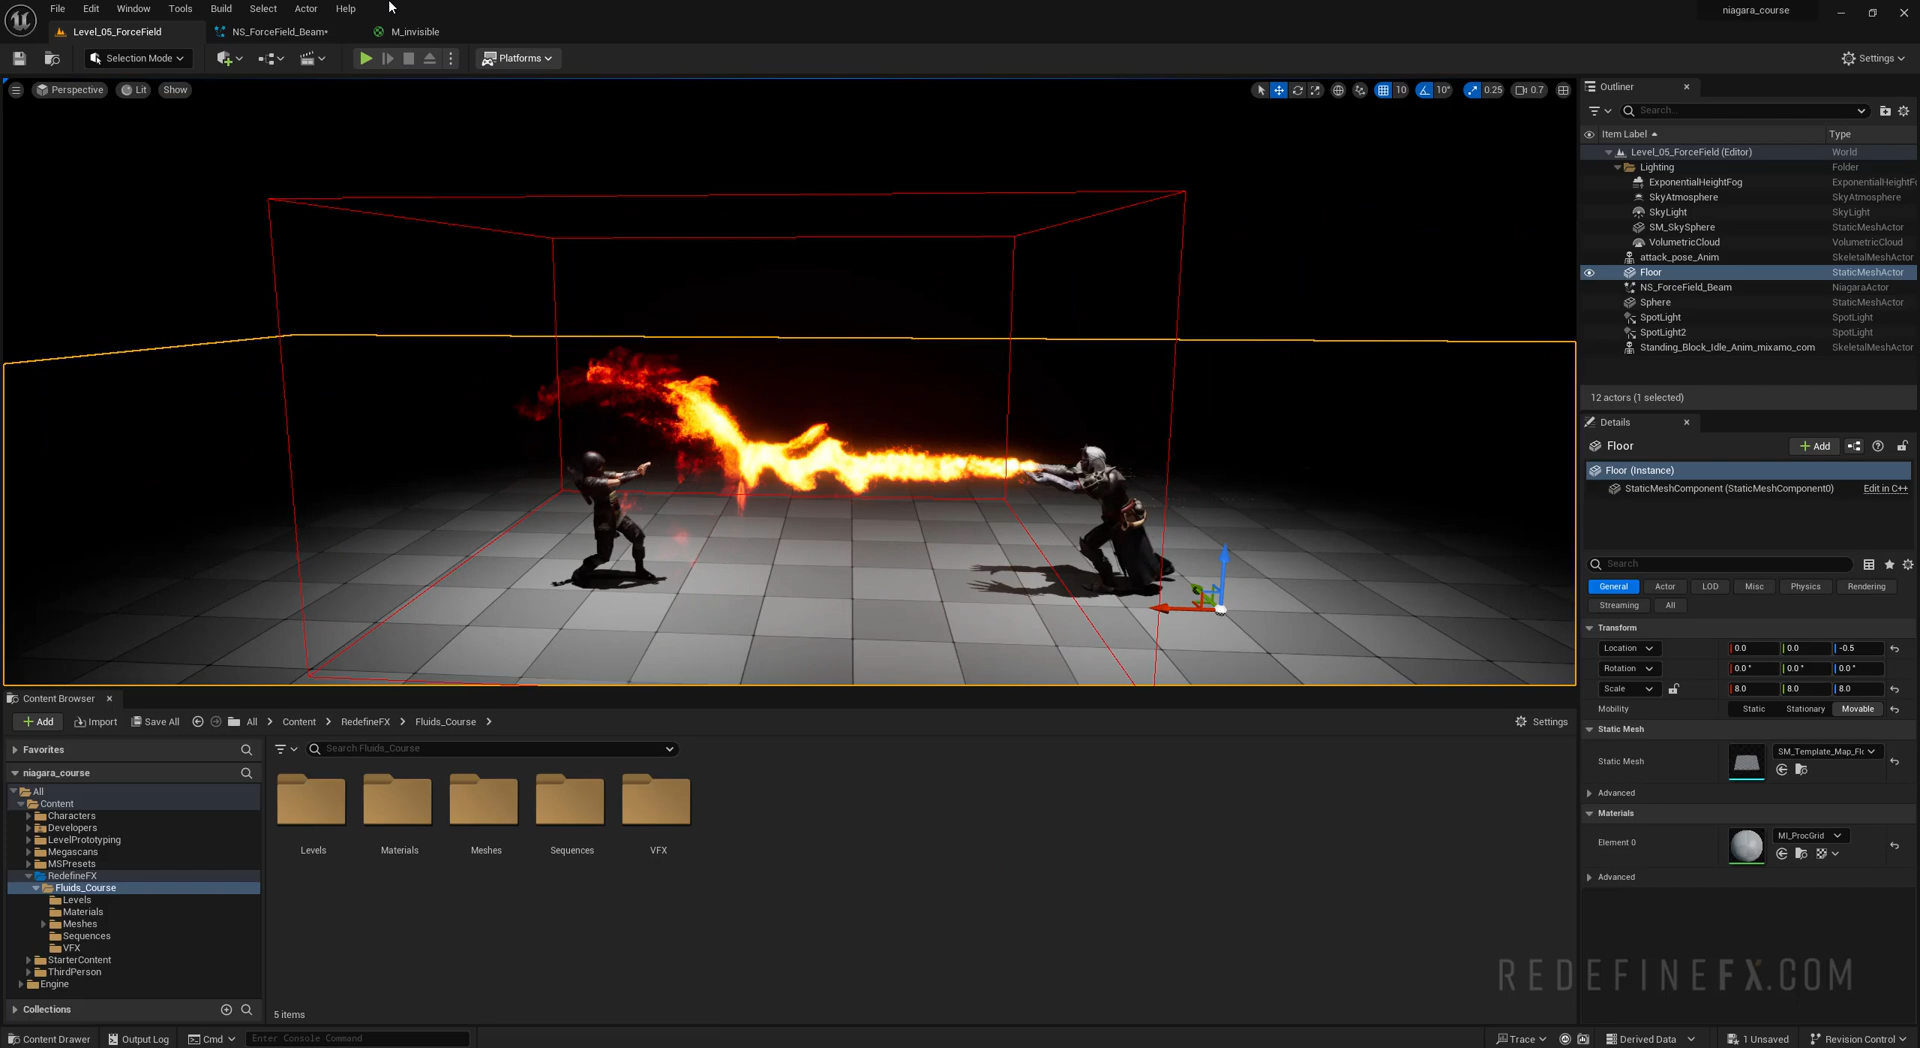 File Edit Window Tools Build Select Actor Help
niagara_course
Level_05_ForceField NS_ForceField_Beam* M_invisible
Selection Mode Platforms Settings
Perspective Lit Show 10 10° 0.25 0.7
Outliner
Search...
Item Label Type
Level_05_ForceField (Editor) World
Lighting Folder
ExponentialHeightFog ExponentialHeightF
SkyAtmosphere SkyAtmosphere
SkyLight SkyLight
SM_SkySphere StaticMeshActor
VolumetricCloud VolumetricCloud
attack_pose_Anim SkeletalMeshActor
Floor StaticMeshActor
NS_ForceField_Beam NiagaraActor
Sphere StaticMeshActor
SpotLight SpotLight
SpotLight2 SpotLight
Standing_Block_Idle_Anim_mixamo_com SkeletalMeshActor
12 actors (1 selected)
Details
Floor Add
Floor (Instance)
StaticMeshComponent (StaticMeshComponent0) Edit in C++
Search
General Actor LOD Misc Physics Rendering
Streaming All
Transform
Location 0.0 0.0 -0.5
Rotation 0.0° 0.0° 0.0°
Scale 8.0 8.0 8.0
Mobility Static Stationary Movable
Static Mesh
Static Mesh SM_Template_Map_Flo
Advanced
Materials
Element 0 MI_ProcGrid
Advanced
Content Browser
Add Import Save All All Content RedefineFX Fluids_Course Settings
Favorites
niagara_course
All
Content
Characters
Developers
LevelPrototyping
Megascans
MSPresets
RedefineFX
Fluids_Course
Levels
Materials
Meshes
Sequences
VFX
StarterContent
ThirdPerson
Engine
Collections
Search Fluids_Course
Levels Materials Meshes Sequences VFX
5 items
REDEFINEFX.COM
Content Drawer Output Log Cmd Enter Console Command Trace Derived Data 1 Unsaved Revision Control